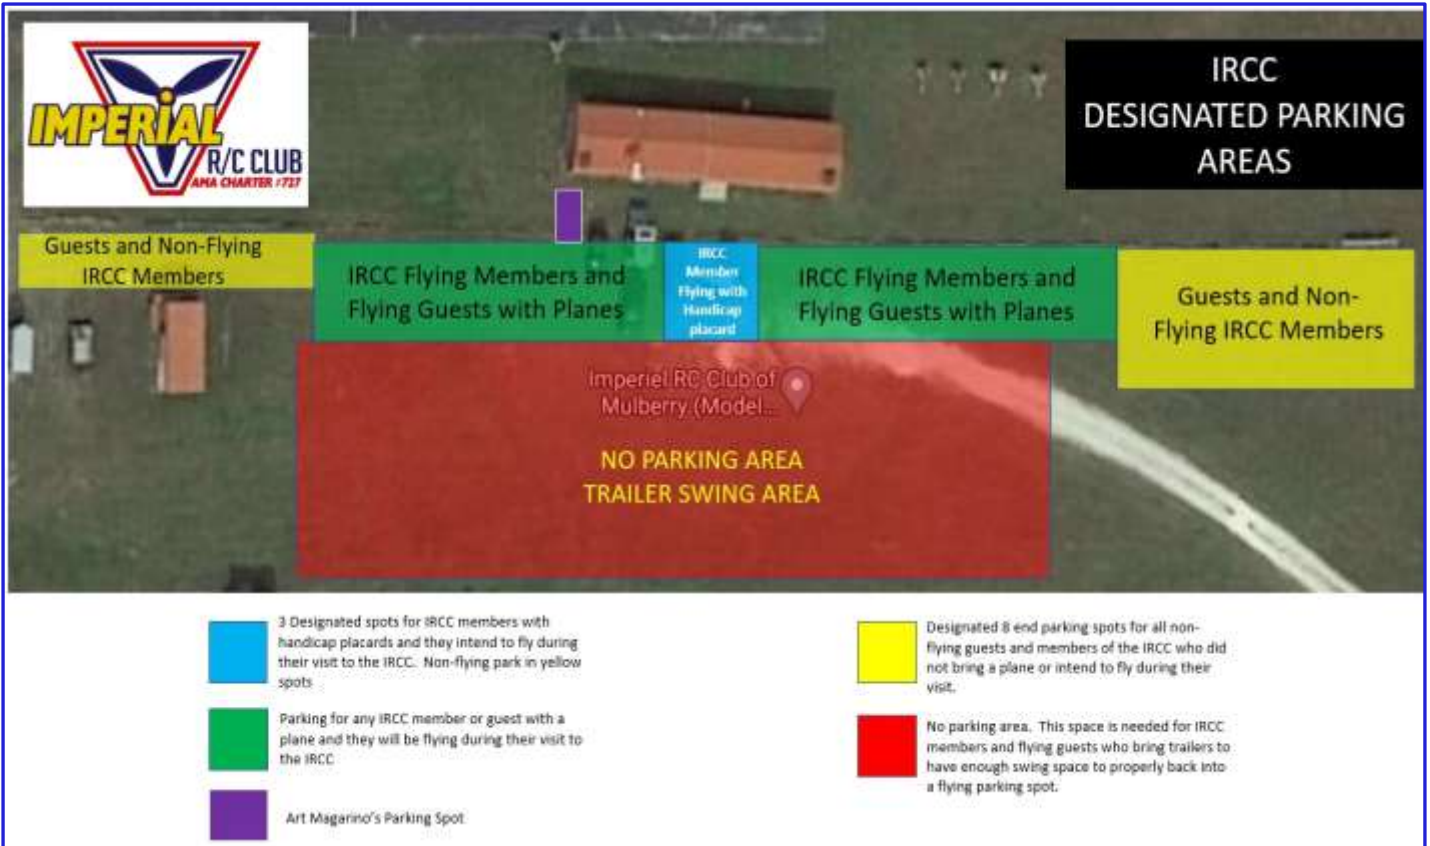 IMPERIAL
R/C CLUB
AMA CHARTER #727
IRCC
DESIGNATED PARKING
AREAS
Guests and Non-Flying
IRCC Members
IRCC Flying Members and
Flying Guests with Planes
IRCC
Member
Flying with
Handicap
placard
IRCC Flying Members and
Flying Guests with Planes
Guests and Non-
Flying IRCC Members
Imperiel RC Club of
Mulberry (Model...
NO PARKING AREA
TRAILER SWING AREA
3 Designated spots for IRCC members with
handicap placards and they intend to fly during
their visit to the IRCC. Non-flying park in yellow
spots
Parking for any IRCC member or guest with a
plane and they will be flying during their visit to
the IRCC
Art Magarino's Parking Spot
Designated 8 end parking spots for all non-
flying guests and members of the IRCC who did
not bring a plane or intend to fly during their
visit.
No parking area. This space is needed for IRCC
members and flying guests who bring trailers to
have enough swing space to properly back into
a flying parking spot.